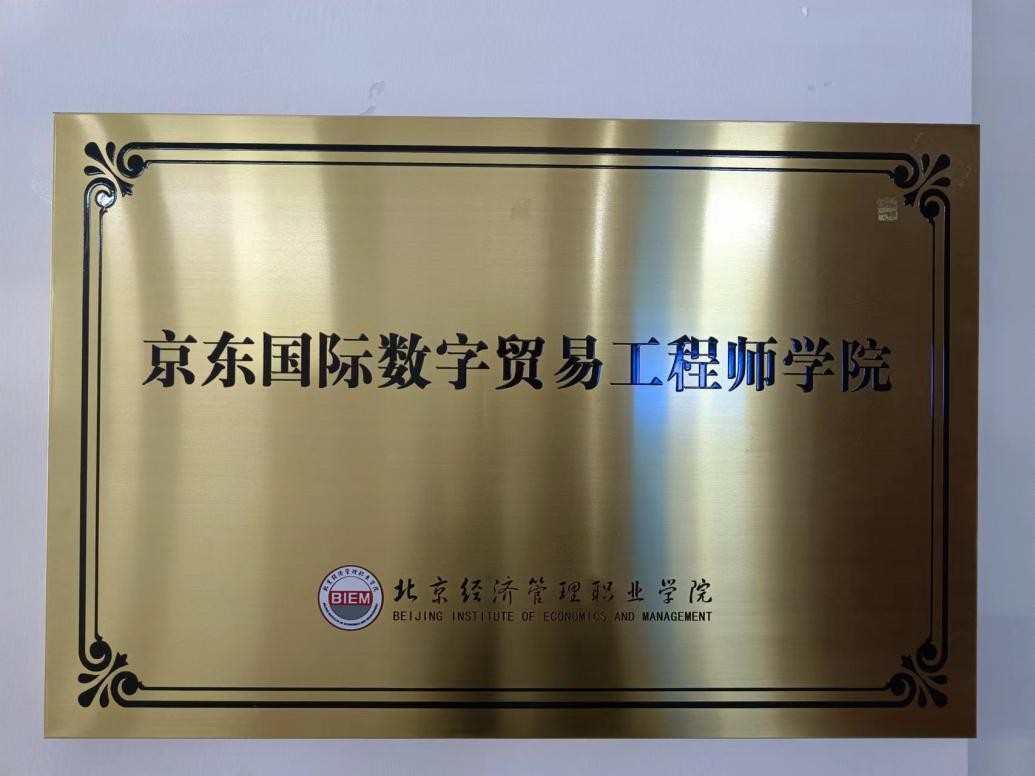 京东国际数字贸易工程师学院
BIEM
北京经济管理职业学院
BEIJING INSTITUTE OF ECONOMICS AND MANAGEMENT